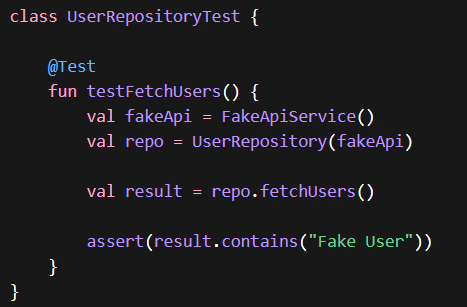 class UserRepositoryTest {
    @Test
    fun testFetchUsers() {
        val fakeApi = FakeApiService()
        val repo = UserRepository(fakeApi)
        val result = repo.fetchUsers()
        assert(result.contains("Fake User"))
    }
}